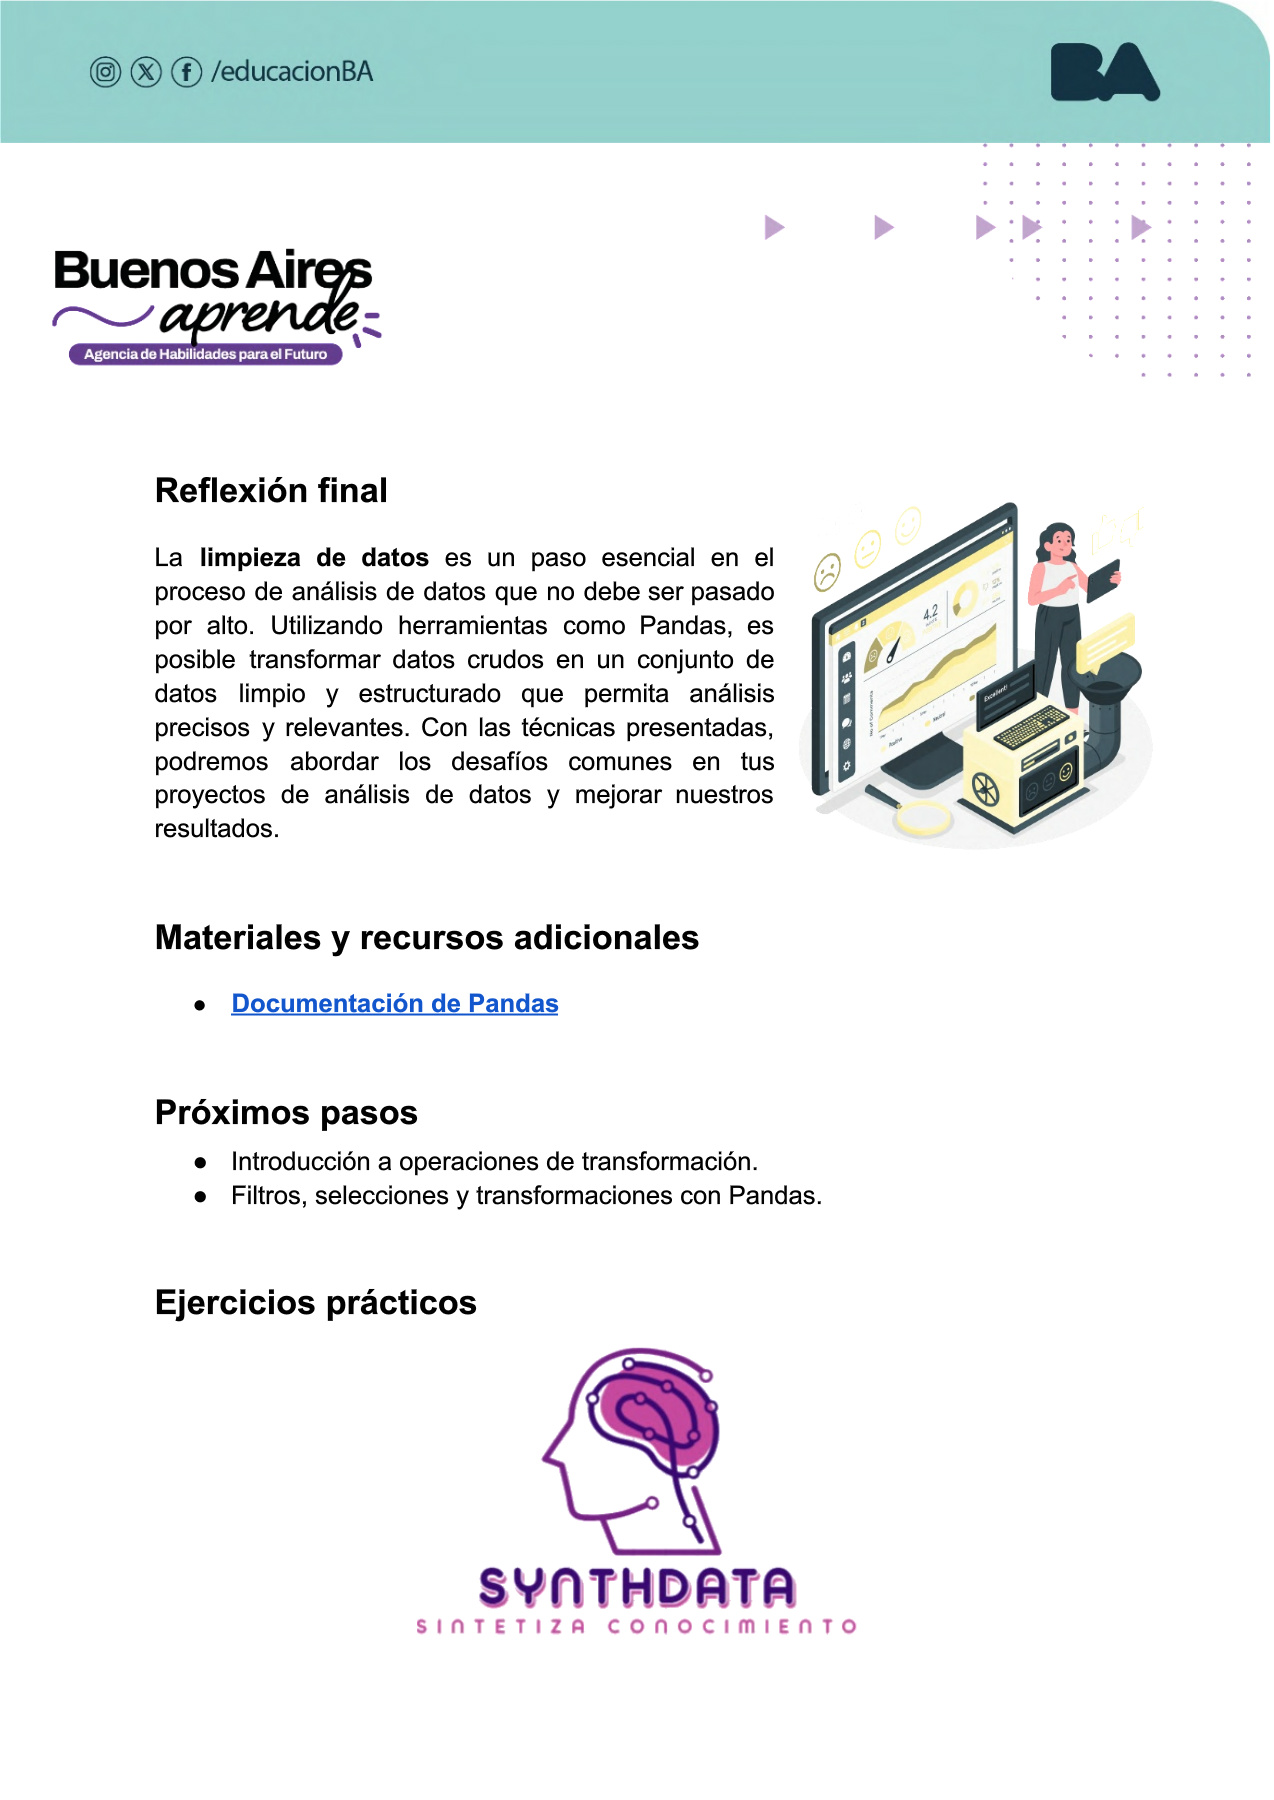 /educacionBA
BA
Buenos Aires
aprende
Agencia de Habilidades para el Futuro
Reflexión final
La limpieza de datos es un paso esencial en el
proceso de análisis de datos que no debe ser pasado
por alto. Utilizando herramientas como Pandas, es
posible transformar datos crudos en un conjunto de
datos limpio y estructurado que permita análisis
precisos y relevantes. Con las técnicas presentadas,
podremos abordar los desafíos comunes en tus
proyectos de análisis de datos y mejorar nuestros
resultados.
4.2
No of Comments
Positive
Neutral
Excellent!
Materiales y recursos adicionales
● Documentación de Pandas
Próximos pasos
● Introducción a operaciones de transformación.
● Filtros, selecciones y transformaciones con Pandas.
Ejercicios prácticos
SYNTHDATA
SINTETIZA CONOCIMIENTO